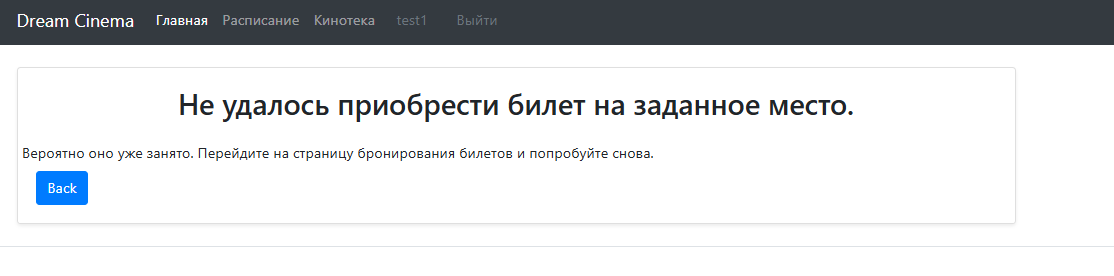 Dream Cinema Главная Расписание Кинотека test1 Выйти
Не удалось приобрести билет на заданное место.
Вероятно оно уже занято. Перейдите на страницу бронирования билетов и попробуйте снова.
Back